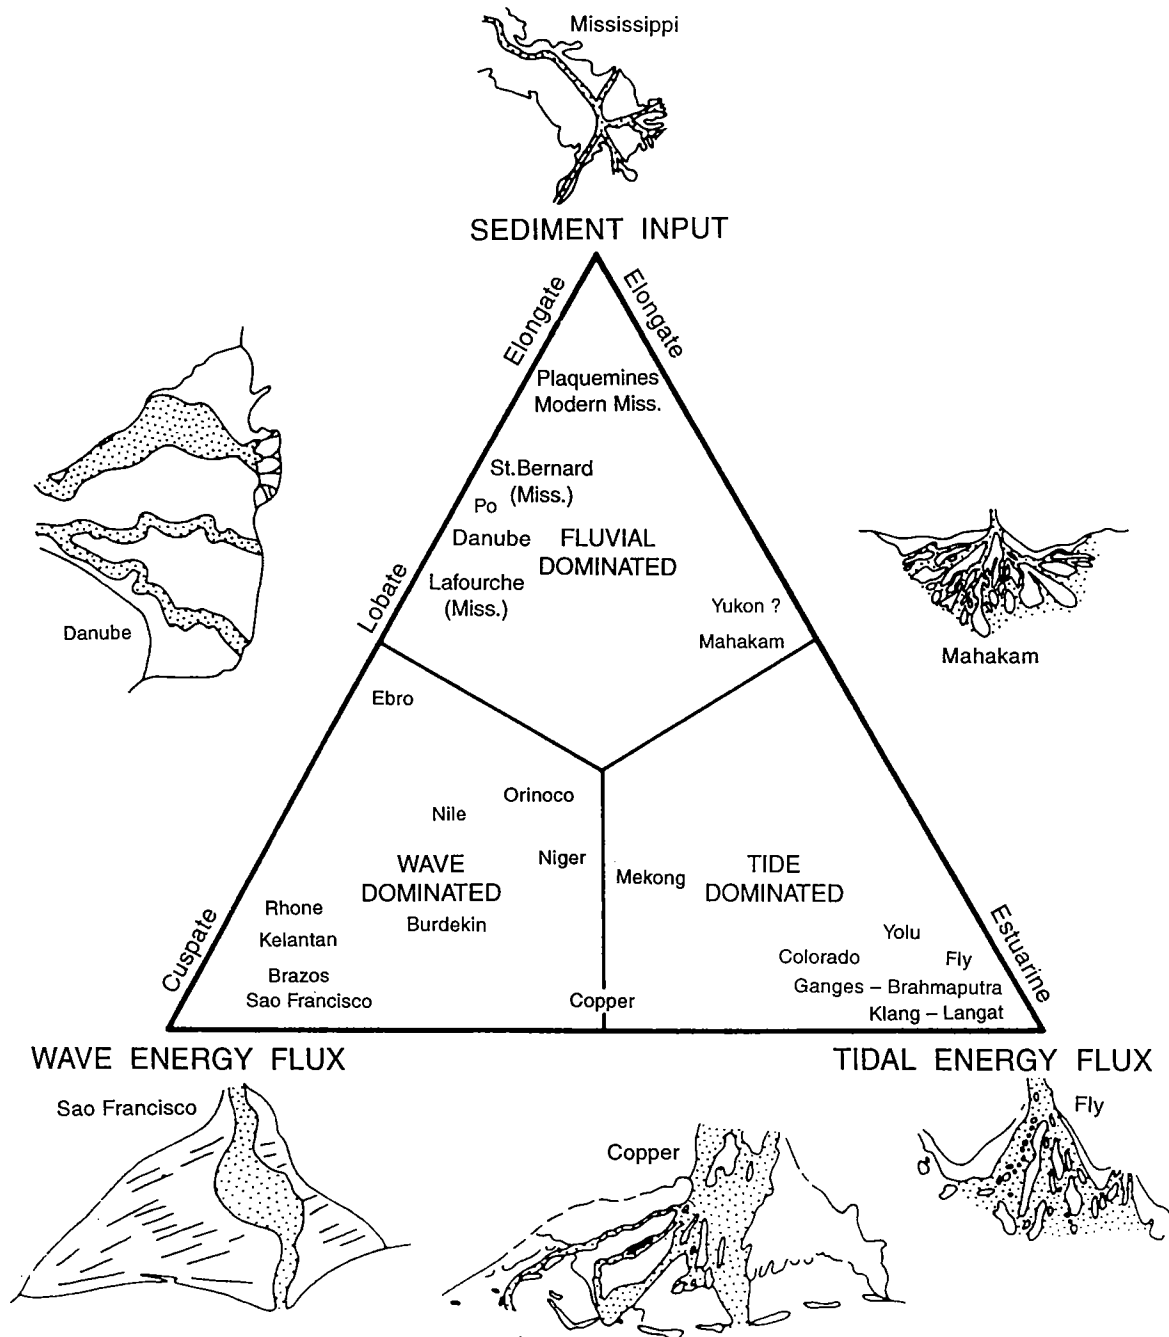 Mississippi
SEDIMENT INPUT
Elongate
Elongate
Plaquemines
Modern Miss.
St.Bernard
(Miss.)
Po
Danube
FLUVIAL
DOMINATED
Lafourche
(Miss.)
Lobate
Yukon ?
Mahakam
Danube
Mahakam
Ebro
Orinoco
Nile
Niger
WAVE
DOMINATED
Mekong
TIDE
DOMINATED
Rhone
Burdekin
Kelantan
Cuspate
Brazos
Sao Francisco
Copper
Yolu
Colorado
Fly
Ganges – Brahmaputra
Klang – Langat
Estuarine
WAVE ENERGY FLUX
TIDAL ENERGY FLUX
Sao Francisco
Copper
Fly